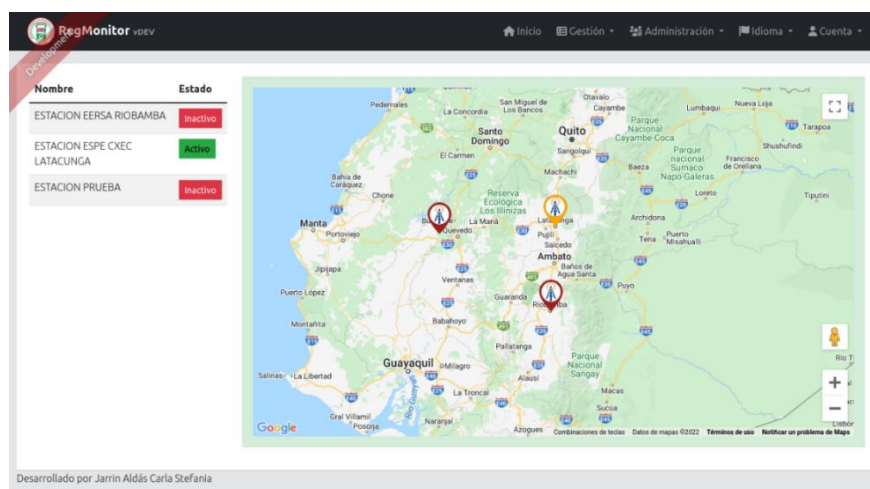 RegMonitor vDEV
Inicio
Gestión
Administración
Idioma
Cuenta
Development
Nombre Estado
ESTACION EERSA RIOBAMBA Inactivo
ESTACION ESPE CXEC
LATACUNGA
Activo
ESTACION PRUEBA Inactivo
Pedernales
La Concordia
San Miguel de
Los Bancos
Otavalo
Cayambe
Lumbaqui
Nueva Loja
Tarapoa
Santo
Domingo
Quito
Parque
Nacional
Cayambe-Coca
Shushufindi
El Carmen
Sangolquí
Machachi
Baeza
Parque
nacional
Sumaco
Napo-Galeras
Francisco
de Orellana
Bahía de
Caráquez
Chone
Reserva
Ecológica
Los Illinizas
Loreto
Tiputini
Manta
Portoviejo
Quevedo
La Maná
Pujilí
Salcedo
Archidona
Tena
Puerto
Misahuallí
Ambato
Baños de
Agua Santa
Jipijapa
Ventanas
Puyo
Puerto López
Guaranda
Montañita
Babahoyo
Pallatanga
Guayaquil
Milagro
Parque
Nacional
Sangay
Salinas
La Libertad
Alausí
La Troncal
Macas
Sucúa
Gral Villamil
Posorja
Naranjal
Azogues
Google
Combinaciones de teclas
Datos de mapas ©2022
Términos de uso
Notificar un problema de Maps
Desarrollado por Jarrin Aldás Carla Stefania